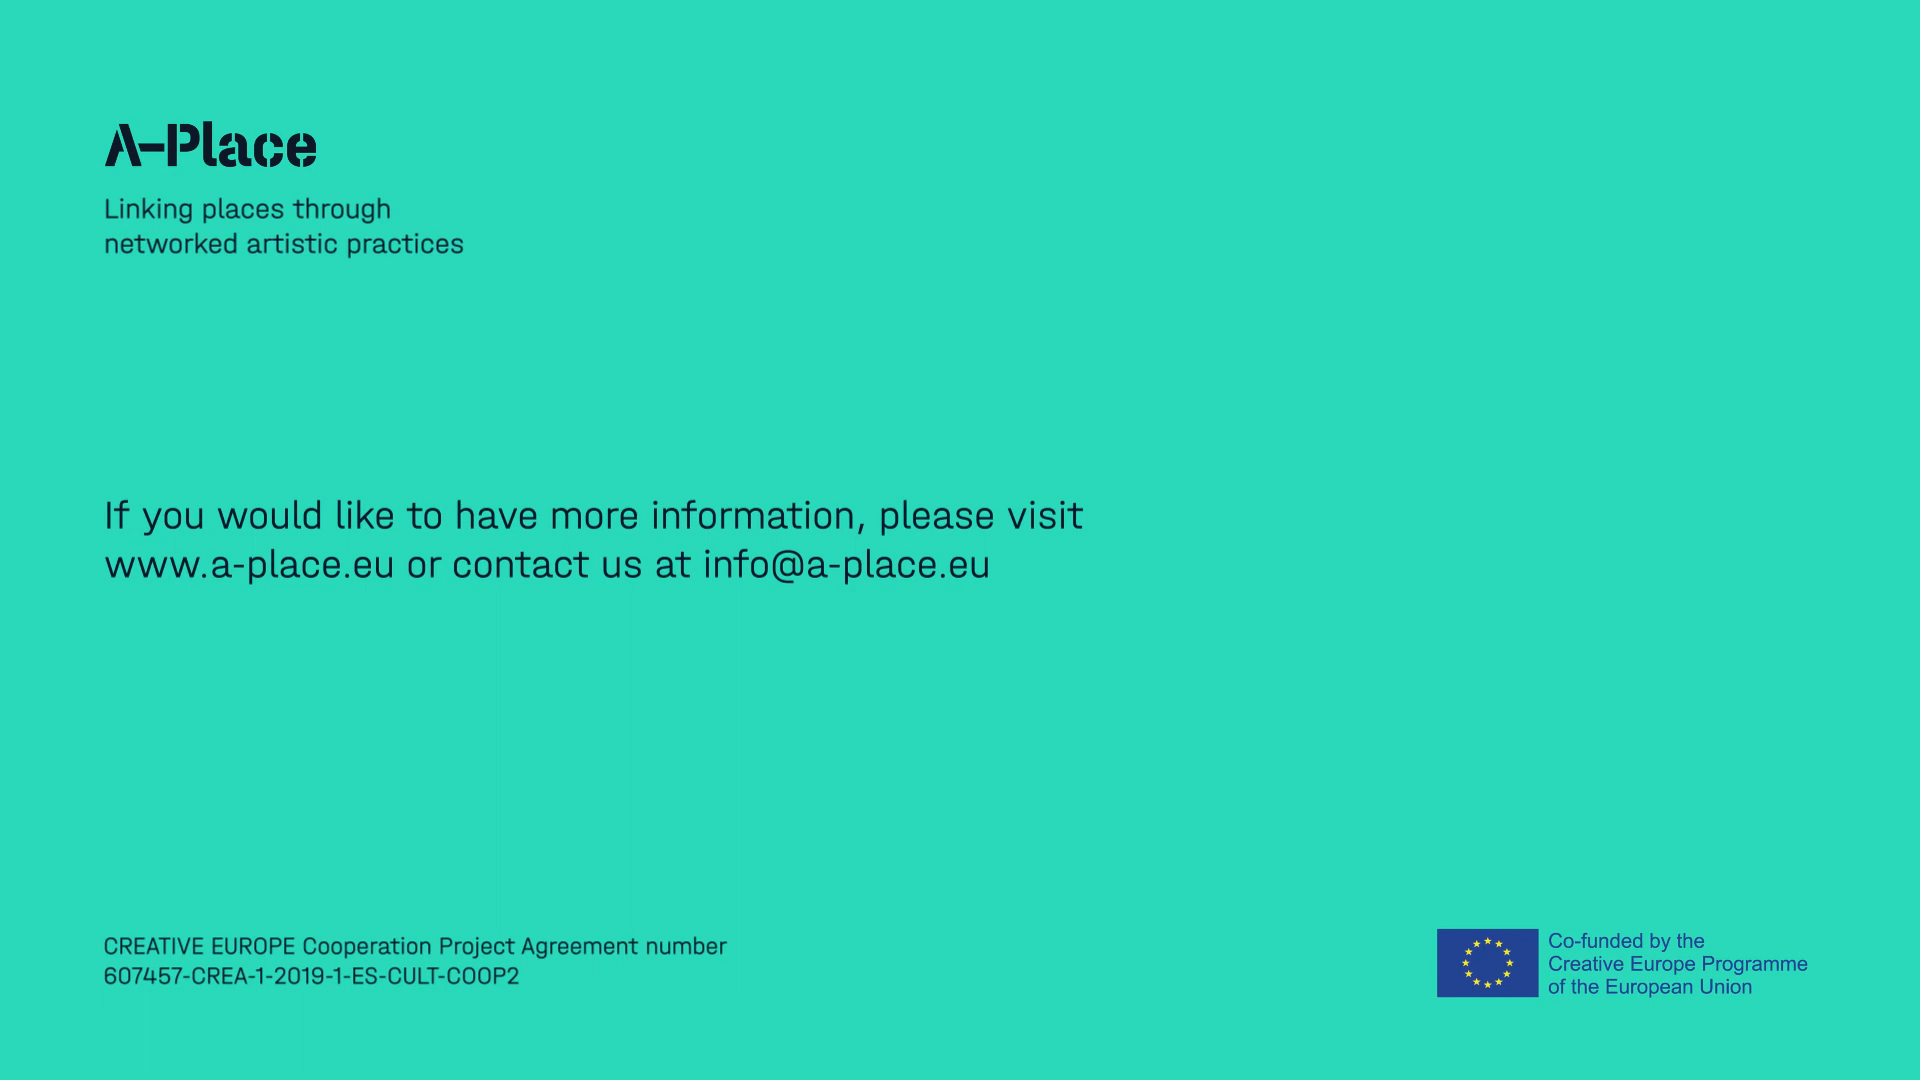 A-Place
Linking places through
networked artistic practices
If you would like to have more information, please visit
www.a-place.eu or contact us at info@a-place.eu
CREATIVE EUROPE Cooperation Project Agreement number
607457-CREA-1-2019-1-ES-CULT-COOP2
Co-funded by the
Creative Europe Programme
of the European Union